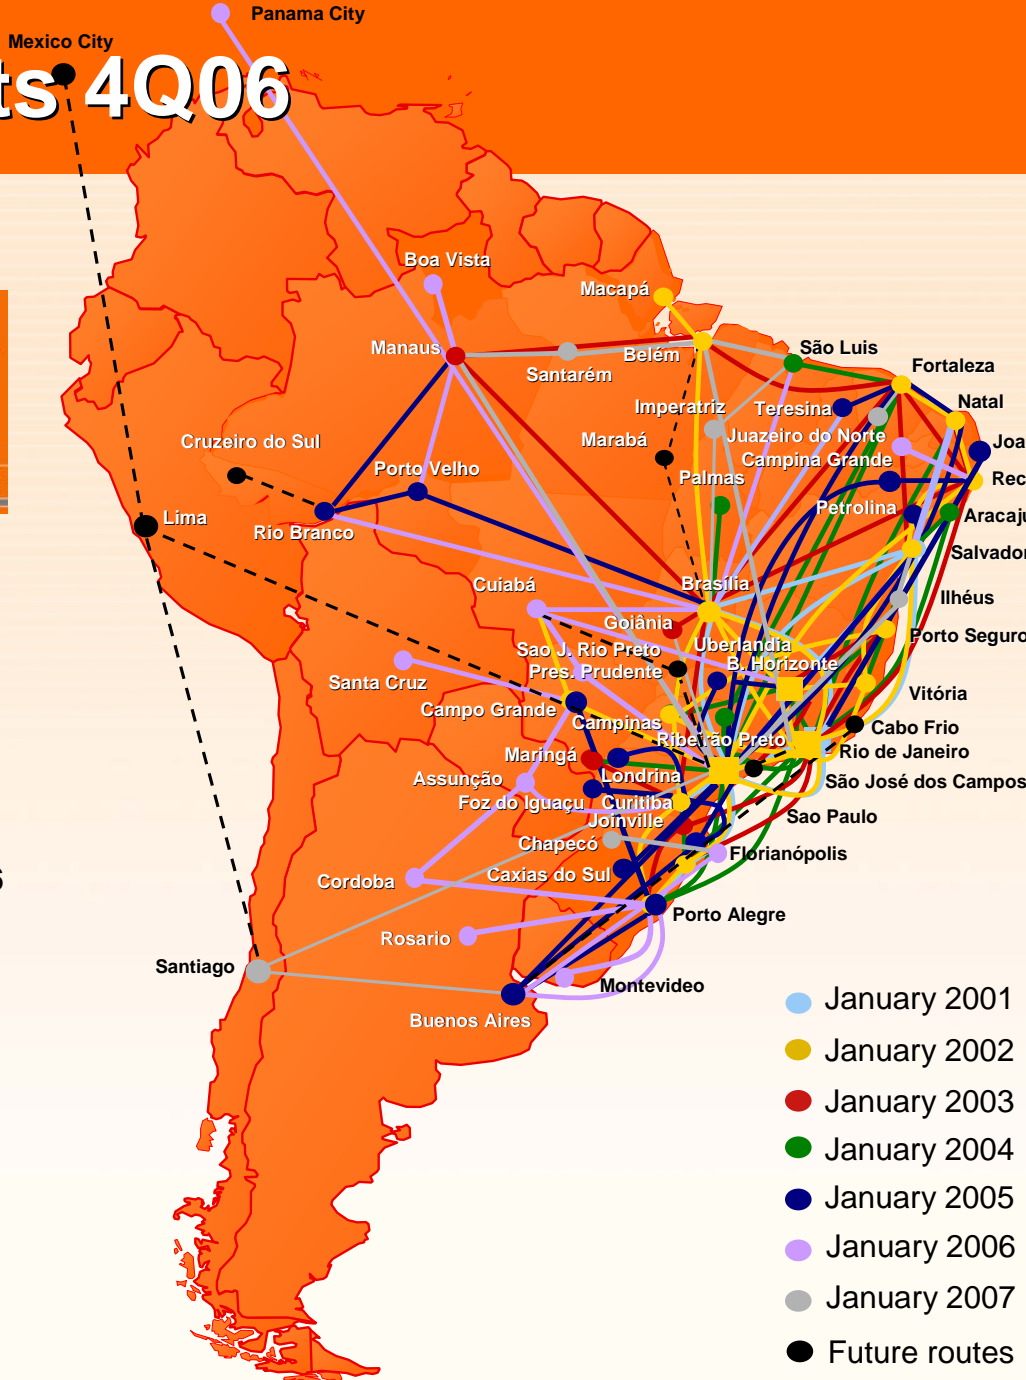 Panama City
Mexico City
ts 4Q06
Boa Vista
Macapá
Manaus
Belém
São Luis
Santarém
Fortaleza
Imperatriz
Teresina
Natal
Marabá
Juazeiro do Norte
Cruzeiro do Sul
Joa
Campina Grande
Porto Velho
Palmas
Rec
Petrolina
Lima
Aracaju
Rio Branco
Salvador
Cuiabá
Brasília
Ilhéus
Goiânia
Porto Seguro
Uberlandia
Sao J. Rio Preto
B. Horizonte
Pres. Prudente
Santa Cruz
Vitória
Campo Grande
Campinas
Cabo Frio
Ribeirão Preto
Rio de Janeiro
Maringá
Assunção
Londrina
São José dos Campos
Foz do Iguaçu
Curitiba
Joinville
Sao Paulo
Chapecó
Florianópolis
Caxias do Sul
s
Cordoba
Porto Alegre
Rosario
Santiago
Montevideo
Buenos Aires
January 2001
January 2002
January 2003
January 2004
January 2005
January 2006
January 2007
Future routes